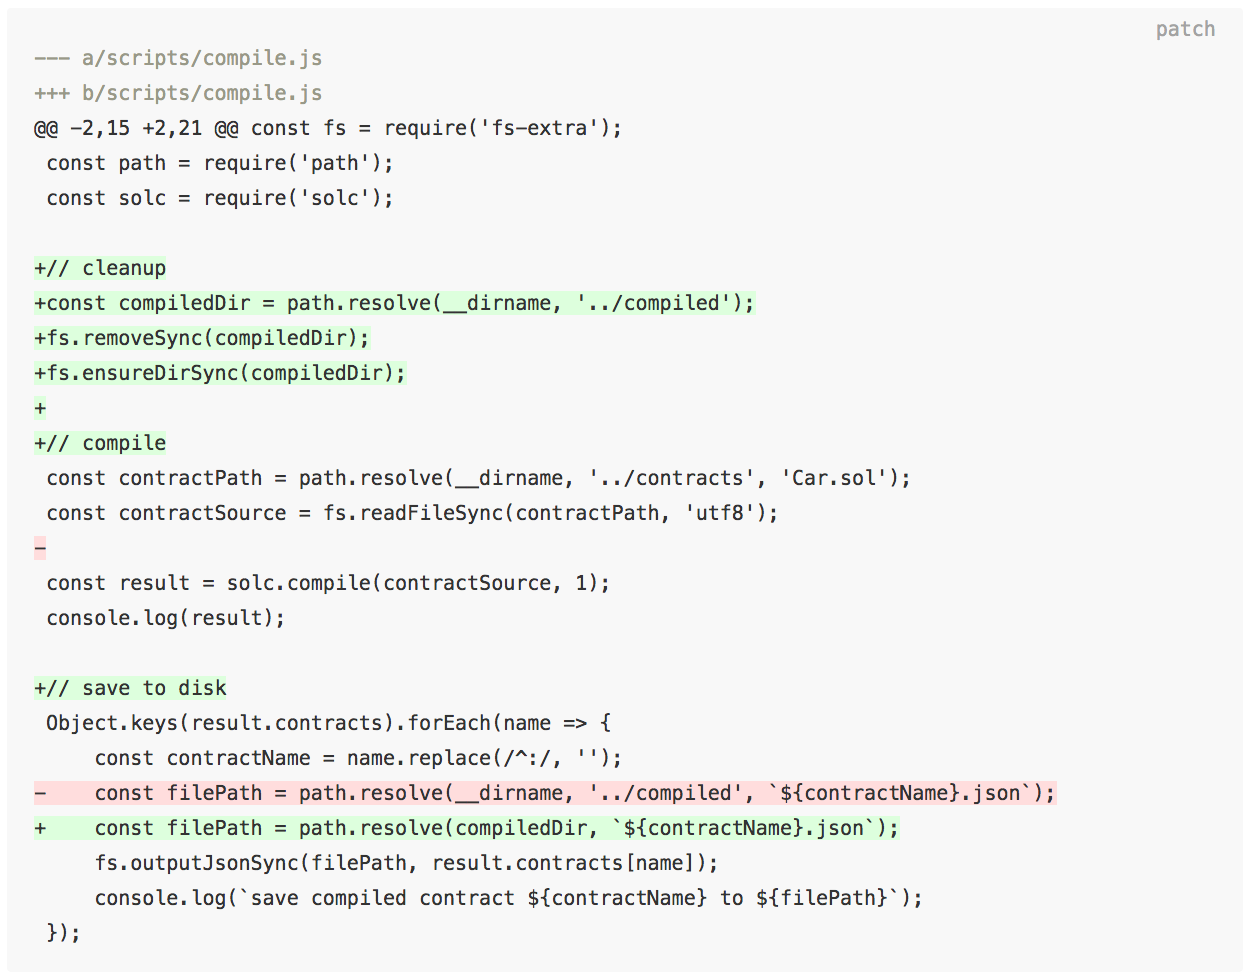 patch
--- a/scripts/compile.js
+++ b/scripts/compile.js
@@ -2,15 +2,21 @@ const fs = require('fs-extra');
 const path = require('path');
 const solc = require('solc');

+// cleanup
+const compiledDir = path.resolve(__dirname, '../compiled');
+fs.removeSync(compiledDir);
+fs.ensureDirSync(compiledDir);
+
+// compile
 const contractPath = path.resolve(__dirname, '../contracts', 'Car.sol');
 const contractSource = fs.readFileSync(contractPath, 'utf8');
-
 const result = solc.compile(contractSource, 1);
 console.log(result);

+// save to disk
 Object.keys(result.contracts).forEach(name => {
     const contractName = name.replace(/^:/, '');
-    const filePath = path.resolve(__dirname, '../compiled', `${contractName}.json`);
+    const filePath = path.resolve(compiledDir, `${contractName}.json`);
     fs.outputJsonSync(filePath, result.contracts[name]);
     console.log(`save compiled contract ${contractName} to ${filePath}`);
 });